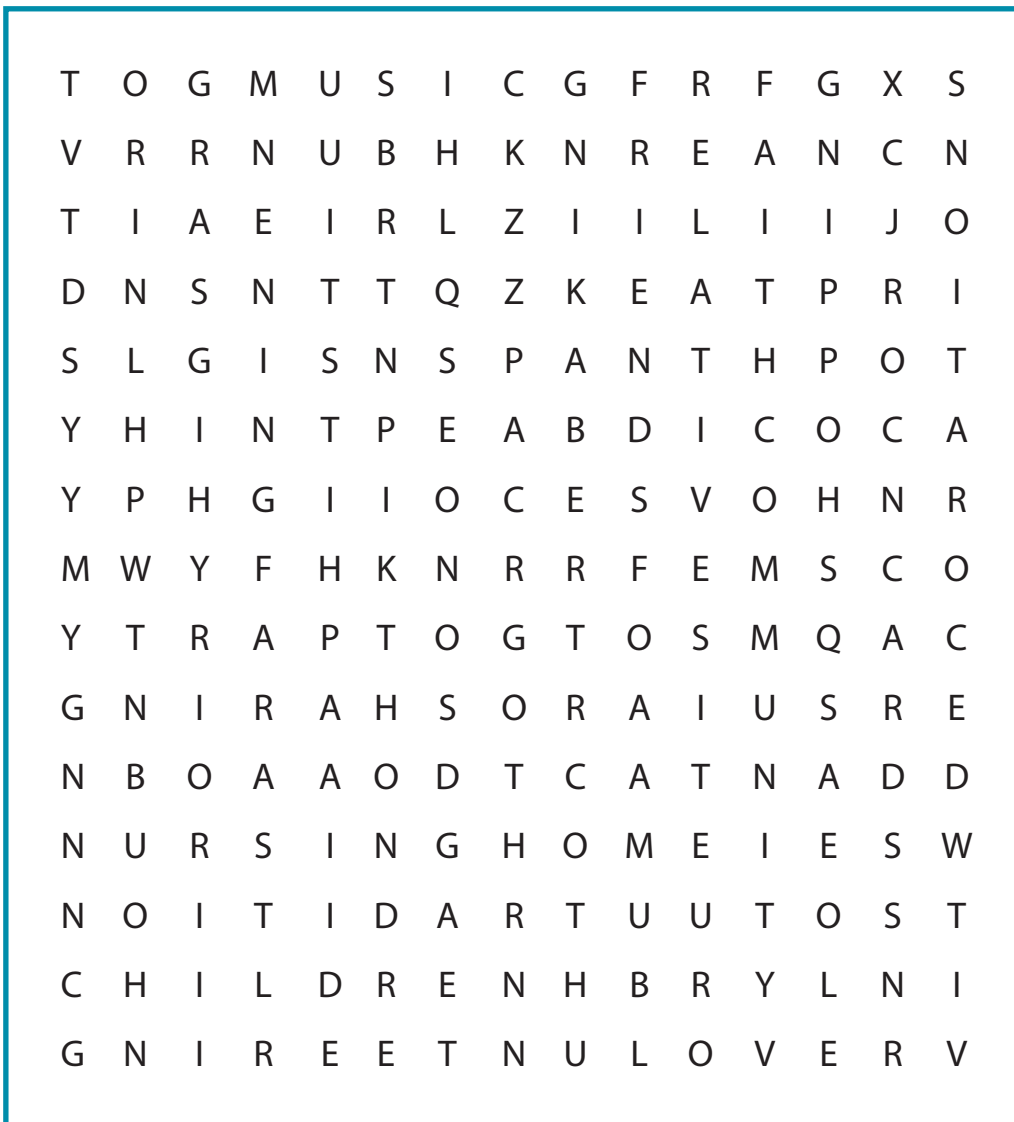 T O G M U S I C G F R F G X S
V R R N U B H K N R E A N C N
T I A E I R L Z I I L I I J O
D N S N T T Q Z K E A T P R I
S L G I S N S P A N T H P O T
Y H I N T P E A B D I C O C A
Y P H G I I O C E S V O H N R
M W Y F H K N R R F E M S C O
Y T R A P T O G T O S M Q A C
G N I R A H S O R A I U S R E
N B O A A O D T C A T N A D D
N U R S I N G H O M E I E S W
N O I T I D A R T U U T O S T
C H I L D R E N H B R Y L N I
G N I R E E T N U L O V E R V